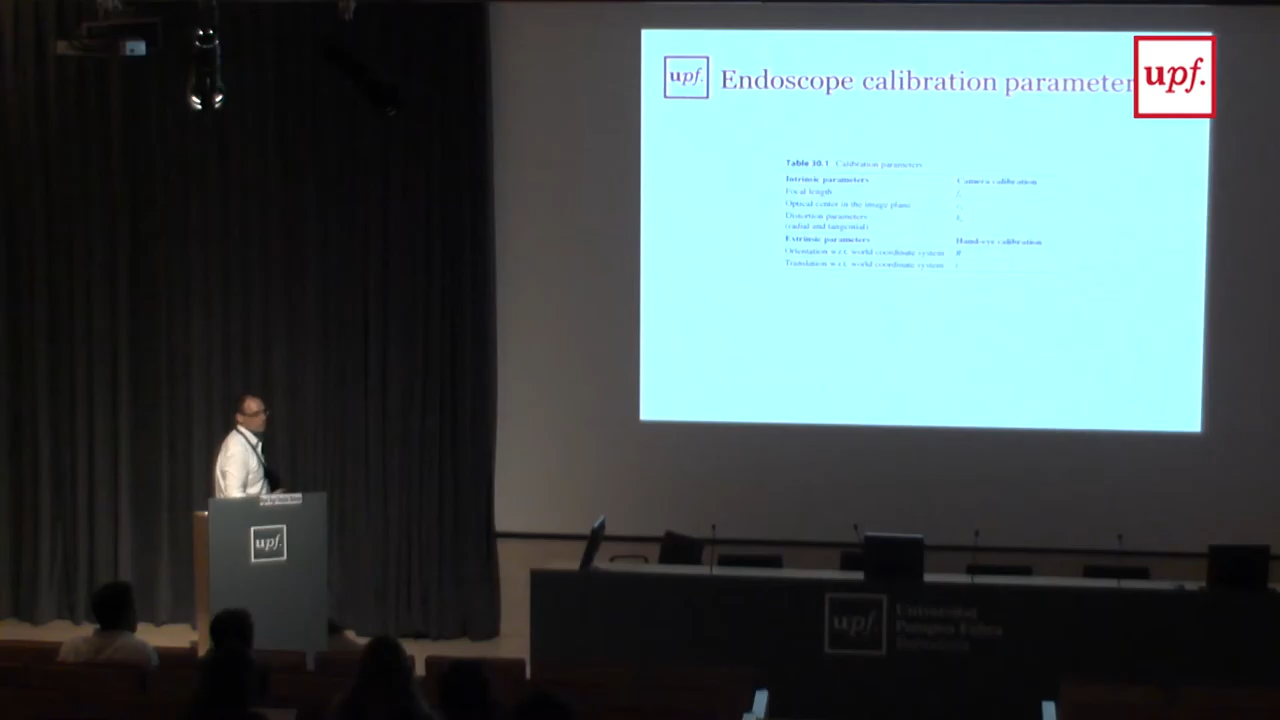 upf. Endoscope calibration parameter
upf.
Table 30.1 Calibration parameters
Intrinsic parameters Camera calibration
Focal length
Optical center in the image plane
Distortion parameters
(radial and tangential)
Extrinsic parameters Hand-eye calibration
Orientation w.r.t. world coordinate system R
Translation w.r.t. world coordinate system t
upf.
upf.
Universitat
Pompeu Fabra
Barcelona